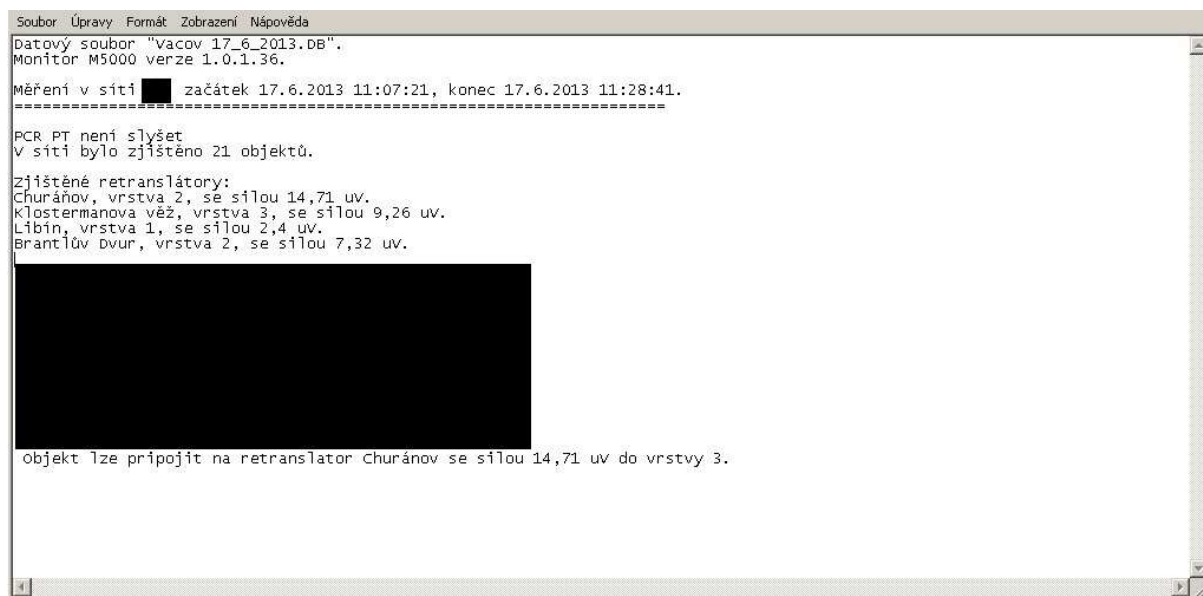 Soubor Úpravy Formát Zobrazení Nápověda
Datový soubor "Vacov 17_6_2013.DB".
Monitor M5000 verze 1.0.1.36.
Měření v síti začátek 17.6.2013 11:07:21, konec 17.6.2013 11:28:41.
======================================================================
PCR PT není slyšet
V síti bylo zjištěno 21 objektů.
Zjištěné retranslátory:
Churáňov, vrstva 2, se silou 14,71 uV.
Klostermanova věž, vrstva 3, se silou 9,26 uV.
Libín, vrstva 1, se silou 2,4 uV.
Brantlův Dvur, vrstva 2, se silou 7,32 uV.
Objekt lze pripojit na retranslator Churánov se silou 14,71 uV do vrstvy 3.